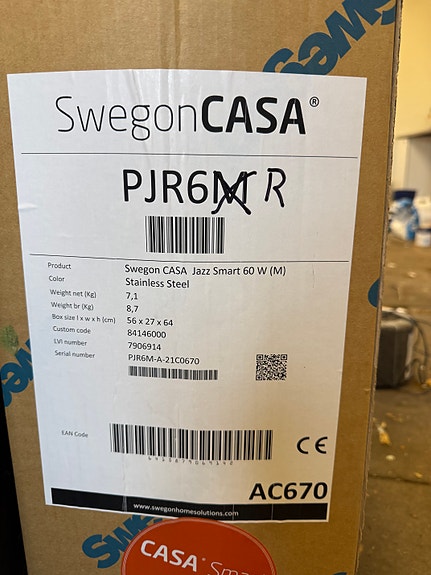 SwegonCASA®
PJR6M R
Product Swegon CASA Jazz Smart 60 W (M)
Color Stainless Steel
Weight net (Kg) 7,1
Weight br (Kg) 8,7
Box size l x w x h (cm) 56 x 27 x 64
Custom code 84146000
LVI number 7906914
Serial number PJR6M-A-21C0670
EAN Code
CE
AC670
www.swegonhomesolutions.com
CASA® Smart